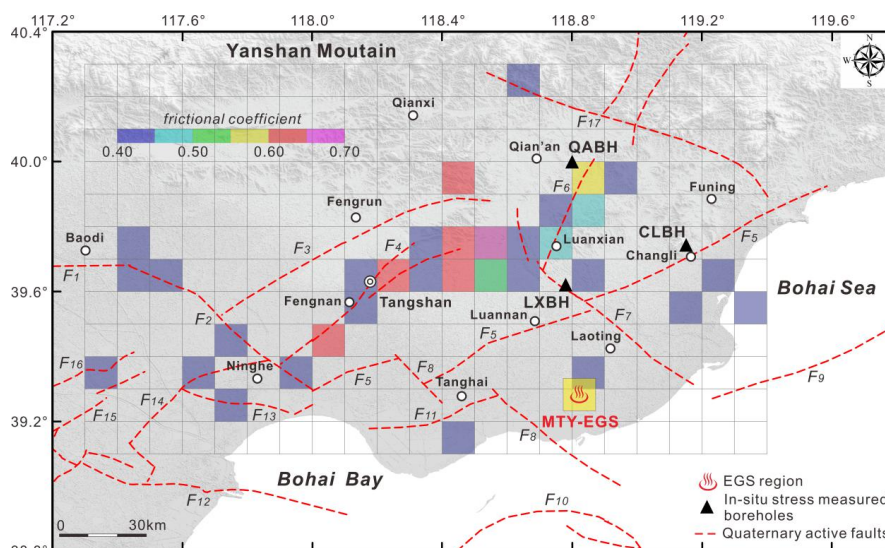 117.2 117.6 118.0 118.4 118.8 119.2 119.6
40.4°
Yanshan Moutain
N
W E
S
Qianxi
frictional coefficient
F17
0.40 0.50 0.60 0.70
Qian'an QABH
40.0°
F6
Funing
Fengrun
Baodi
F3
F4
Luanxian
CLBH
Changli
F5
F1
Bohai Sea
Fengnan
Tangshan
LXBH
39.6°
F2
Luannan
F5
F7
Laoting
F16
Ninghe
F5
F8
F9
Tanghai
F14
F15
F13
F11
MTY-EGS
39.2°
F8
Bohai Bay
EGS region
F12
F10
In-situ stress measured
boreholes
0 30km
Quaternary active faults